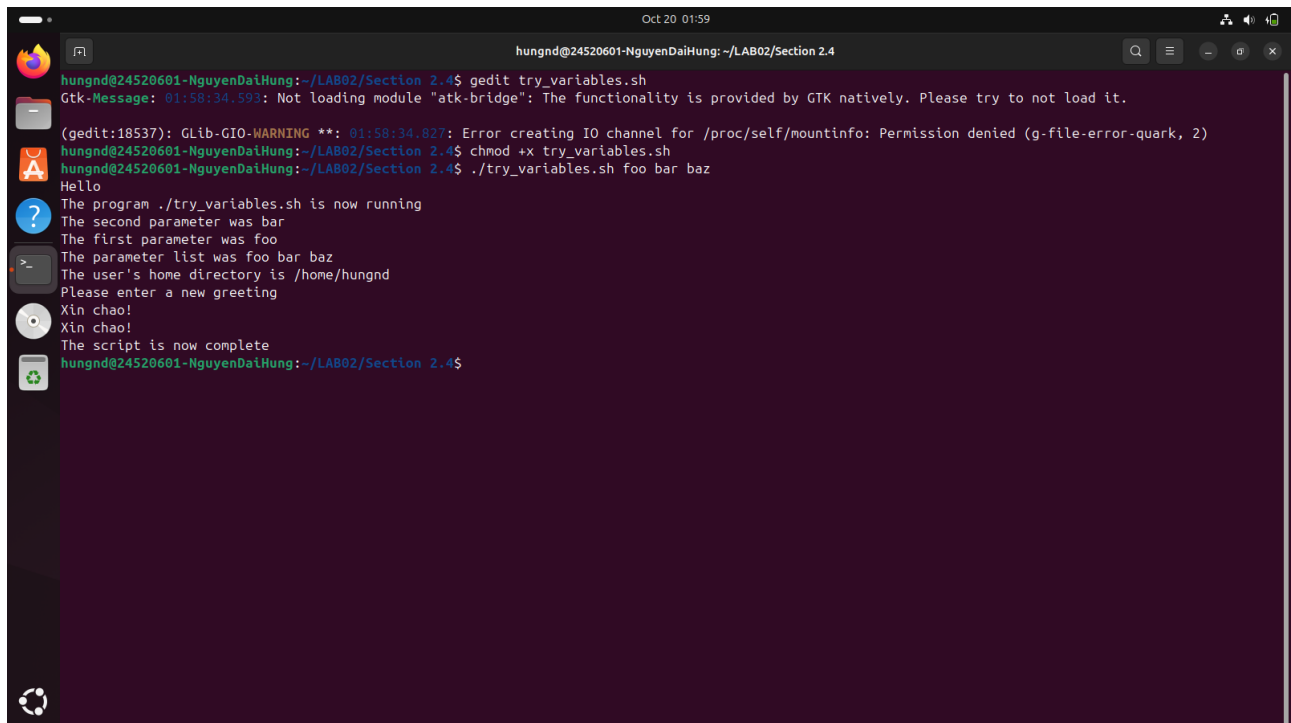 Oct 20 01:59
hungnd@24520601-NguyenDaiHung: ~/LAB02/Section 2.4
hungnd@24520601-NguyenDaiHung:~/LAB02/Section 2.4$ gedit try_variables.sh
Gtk-Message: 01:58:34.593: Not loading module "atk-bridge": The functionality is provided by GTK natively. Please try to not load it.
(gedit:18537): GLib-GIO-WARNING **: 01:58:34.827: Error creating IO channel for /proc/self/mountinfo: Permission denied (g-file-error-quark, 2)
hungnd@24520601-NguyenDaiHung:~/LAB02/Section 2.4$ chmod +x try_variables.sh
hungnd@24520601-NguyenDaiHung:~/LAB02/Section 2.4$ ./try_variables.sh foo bar baz
Hello
The program ./try_variables.sh is now running
The second parameter was bar
The first parameter was foo
The parameter list was foo bar baz
The user's home directory is /home/hungnd
Please enter a new greeting
Xin chao!
Xin chao!
The script is now complete
hungnd@24520601-NguyenDaiHung:~/LAB02/Section 2.4$